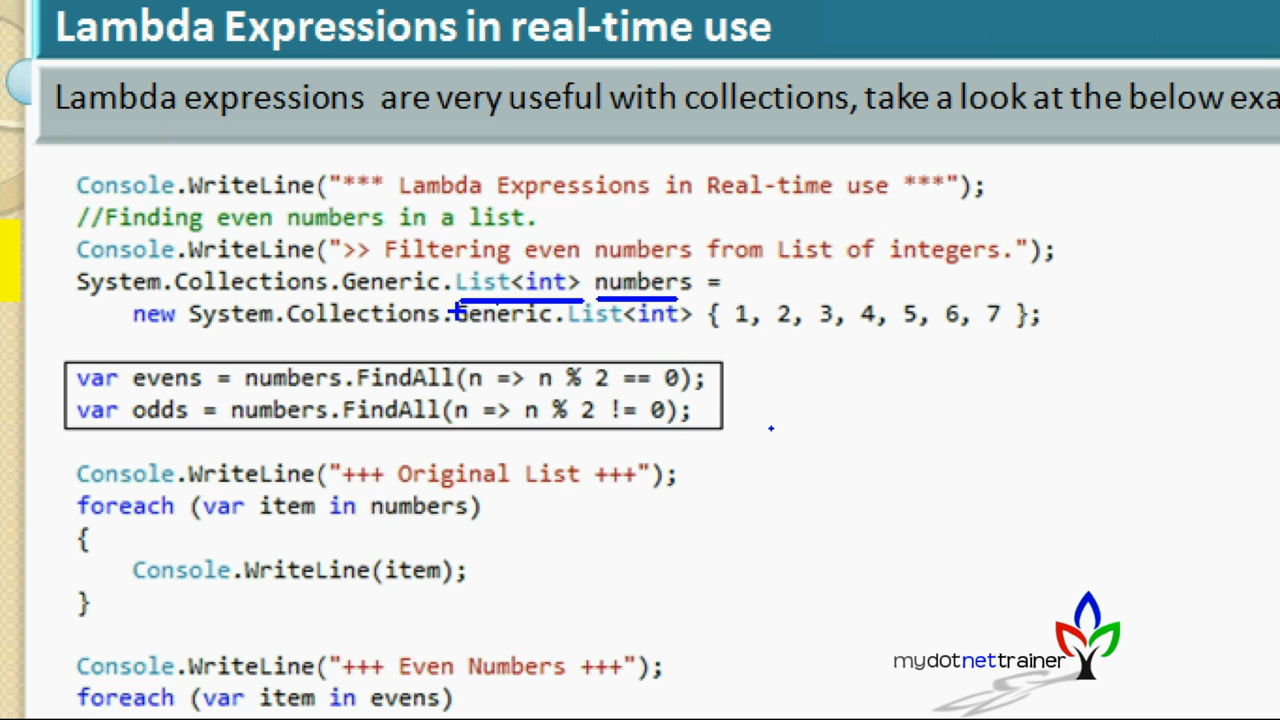 Lambda Expressions in real-time use
Lambda expressions are very useful with collections, take a look at the below exa
Console.WriteLine("*** Lambda Expressions in Real-time use ***");
//Finding even numbers in a list.
Console.WriteLine(">> Filtering even numbers from List of integers.");
System.Collections.Generic.List<int> numbers =
new System.Collections.Generic.List<int> { 1, 2, 3, 4, 5, 6, 7 };
var evens = numbers.FindAll(n => n % 2 == 0);
var odds = numbers.FindAll(n => n % 2 != 0);
Console.WriteLine("+++ Original List +++");
foreach (var item in numbers)
{
Console.WriteLine(item);
}
Console.WriteLine("+++ Even Numbers +++");
foreach (var item in evens)
mydotnettrainer